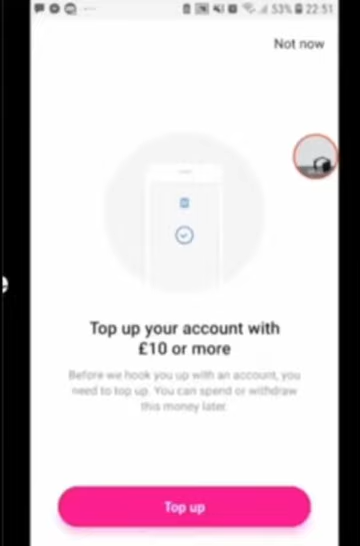 53% 22:51
Not now
Top up your account with
£10 or more
Before we hook you up with an account, you
need to top up. You can spend or withdraw
this money later.
Top up